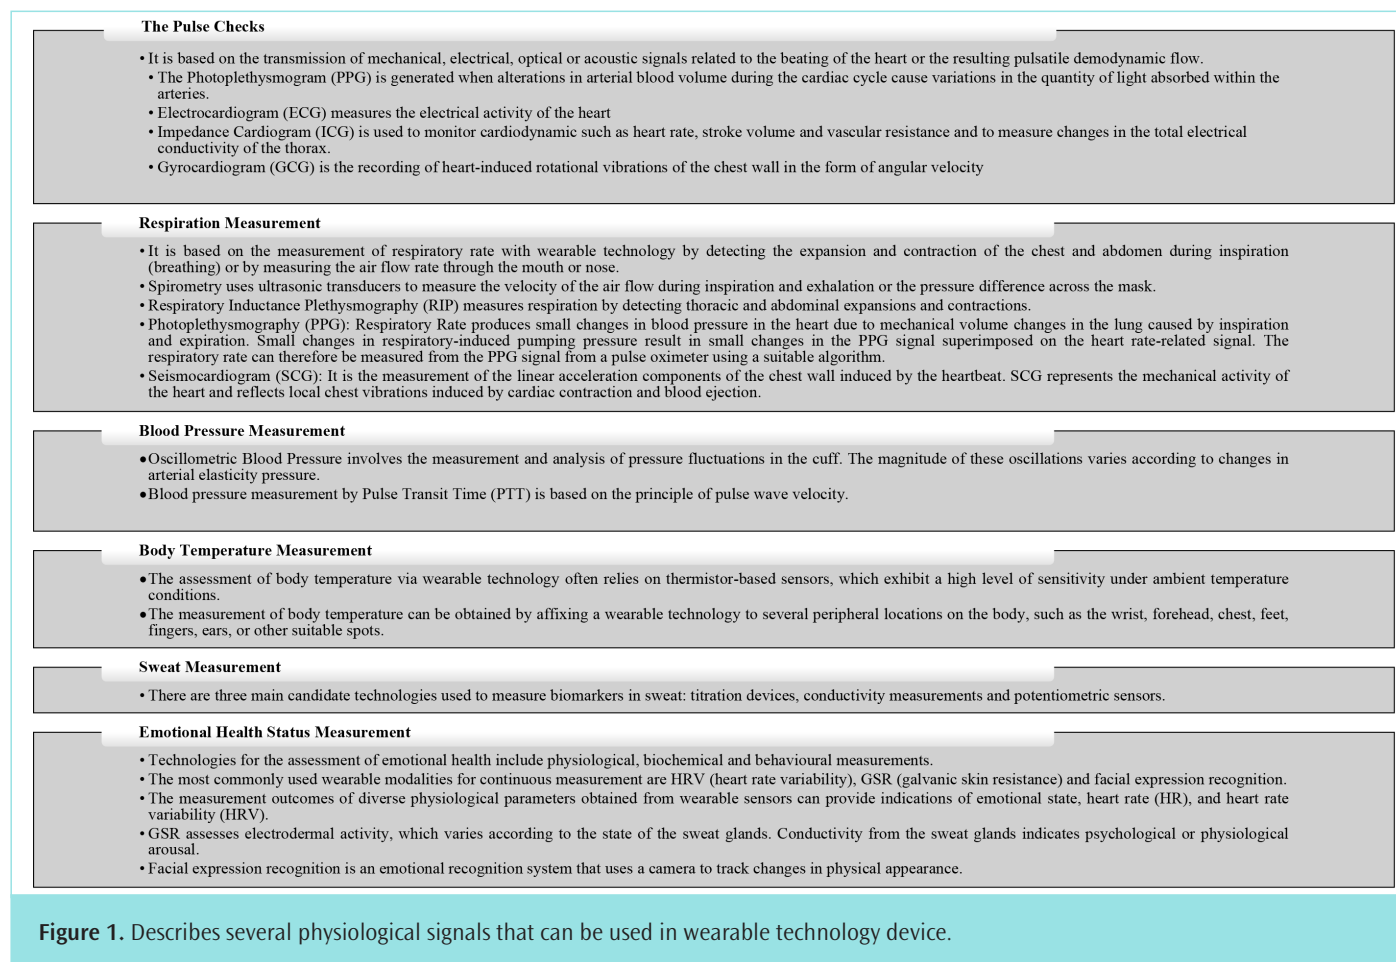 The Pulse Checks
• It is based on the transmission of mechanical, electrical, optical or acoustic signals related to the beating of the heart or the resulting pulsatile demodynamic flow.
• The Photoplethysmogram (PPG) is generated when alterations in arterial blood volume during the cardiac cycle cause variations in the quantity of light absorbed within the
arteries.
• Electrocardiogram (ECG) measures the electrical activity of the heart
• Impedance Cardiogram (ICG) is used to monitor cardiodynamic such as heart rate, stroke volume and vascular resistance and to measure changes in the total electrical
conductivity of the thorax.
• Gyrocardiogram (GCG) is the recording of heart-induced rotational vibrations of the chest wall in the form of angular velocity
Respiration Measurement
• It is based on the measurement of respiratory rate with wearable technology by detecting the expansion and contraction of the chest and abdomen during inspiration
(breathing) or by measuring the air flow rate through the mouth or nose.
• Spirometry uses ultrasonic transducers to measure the velocity of the air flow during inspiration and exhalation or the pressure difference across the mask.
• Respiratory Inductance Plethysmography (RIP) measures respiration by detecting thoracic and abdominal expansions and contractions.
• Photoplethysmography (PPG): Respiratory Rate produces small changes in blood pressure in the heart due to mechanical volume changes in the lung caused by inspiration
and expiration. Small changes in respiratory-induced pumping pressure result in small changes in the PPG signal superimposed on the heart rate-related signal. The
respiratory rate can therefore be measured from the PPG signal from a pulse oximeter using a suitable algorithm.
• Seismocardiogram (SCG): It is the measurement of the linear acceleration components of the chest wall induced by the heartbeat. SCG represents the mechanical activity of
the heart and reflects local chest vibrations induced by cardiac contraction and blood ejection.
Blood Pressure Measurement
• Oscillometric Blood Pressure involves the measurement and analysis of pressure fluctuations in the cuff. The magnitude of these oscillations varies according to changes in
arterial elasticity pressure.
• Blood pressure measurement by Pulse Transit Time (PTT) is based on the principle of pulse wave velocity.
Body Temperature Measurement
• The assessment of body temperature via wearable technology often relies on thermistor-based sensors, which exhibit a high level of sensitivity under ambient temperature
conditions.
• The measurement of body temperature can be obtained by affixing a wearable technology to several peripheral locations on the body, such as the wrist, forehead, chest, feet,
fingers, ears, or other suitable spots.
Sweat Measurement
• There are three main candidate technologies used to measure biomarkers in sweat: titration devices, conductivity measurements and potentiometric sensors.
Emotional Health Status Measurement
• Technologies for the assessment of emotional health include physiological, biochemical and behavioural measurements.
• The most commonly used wearable modalities for continuous measurement are HRV (heart rate variability), GSR (galvanic skin resistance) and facial expression recognition.
• The measurement outcomes of diverse physiological parameters obtained from wearable sensors can provide indications of emotional state, heart rate (HR), and heart rate
variability (HRV).
• GSR assesses electrodermal activity, which varies according to the state of the sweat glands. Conductivity from the sweat glands indicates psychological or physiological
arousal.
• Facial expression recognition is an emotional recognition system that uses a camera to track changes in physical appearance.
Figure 1. Describes several physiological signals that can be used in wearable technology device.